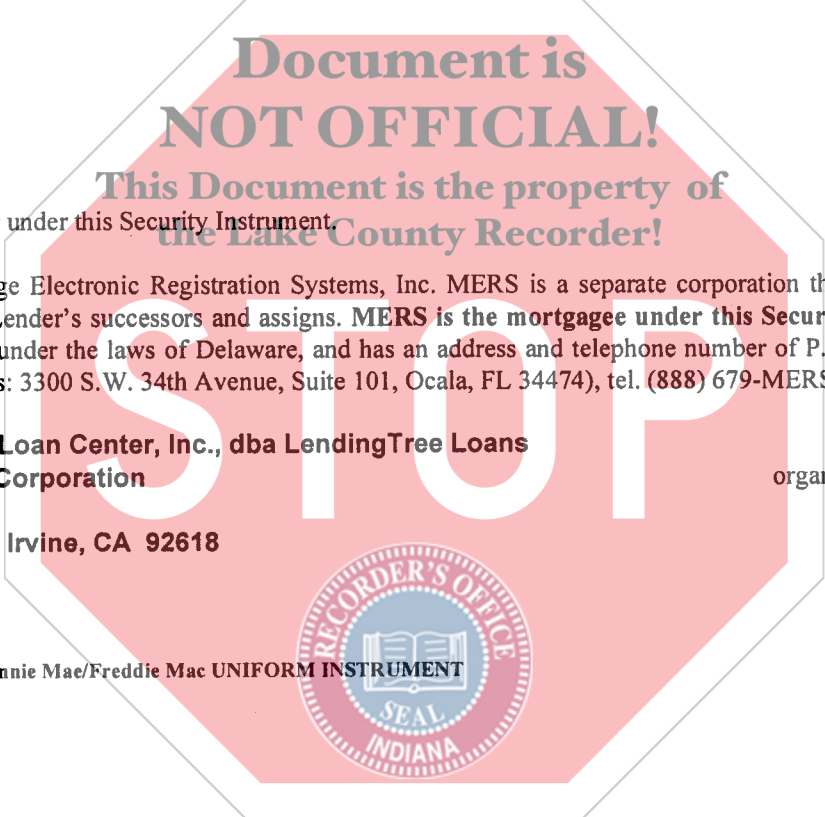 Document is
NOT OFFICIAL!
This Document is the property of
the Lake County Recorder!
under this Security Instrument.
ge Electronic Registration Systems, Inc. MERS is a separate corporation th
ender's successors and assigns. MERS is the mortgagee under this Secur
under the laws of Delaware, and has an address and telephone number of P.
s: 3300 S.W. 34th Avenue, Suite 101, Ocala, FL 34474), tel. (888) 679-MERS
STOP
Loan Center, Inc., dba LendingTree Loans
Corporation organ
Irvine, CA 92618
RECORDER'S OFFICE
nnie Mae/Freddie Mac UNIFORM INSTRUMENT
SEAL
INDIANA